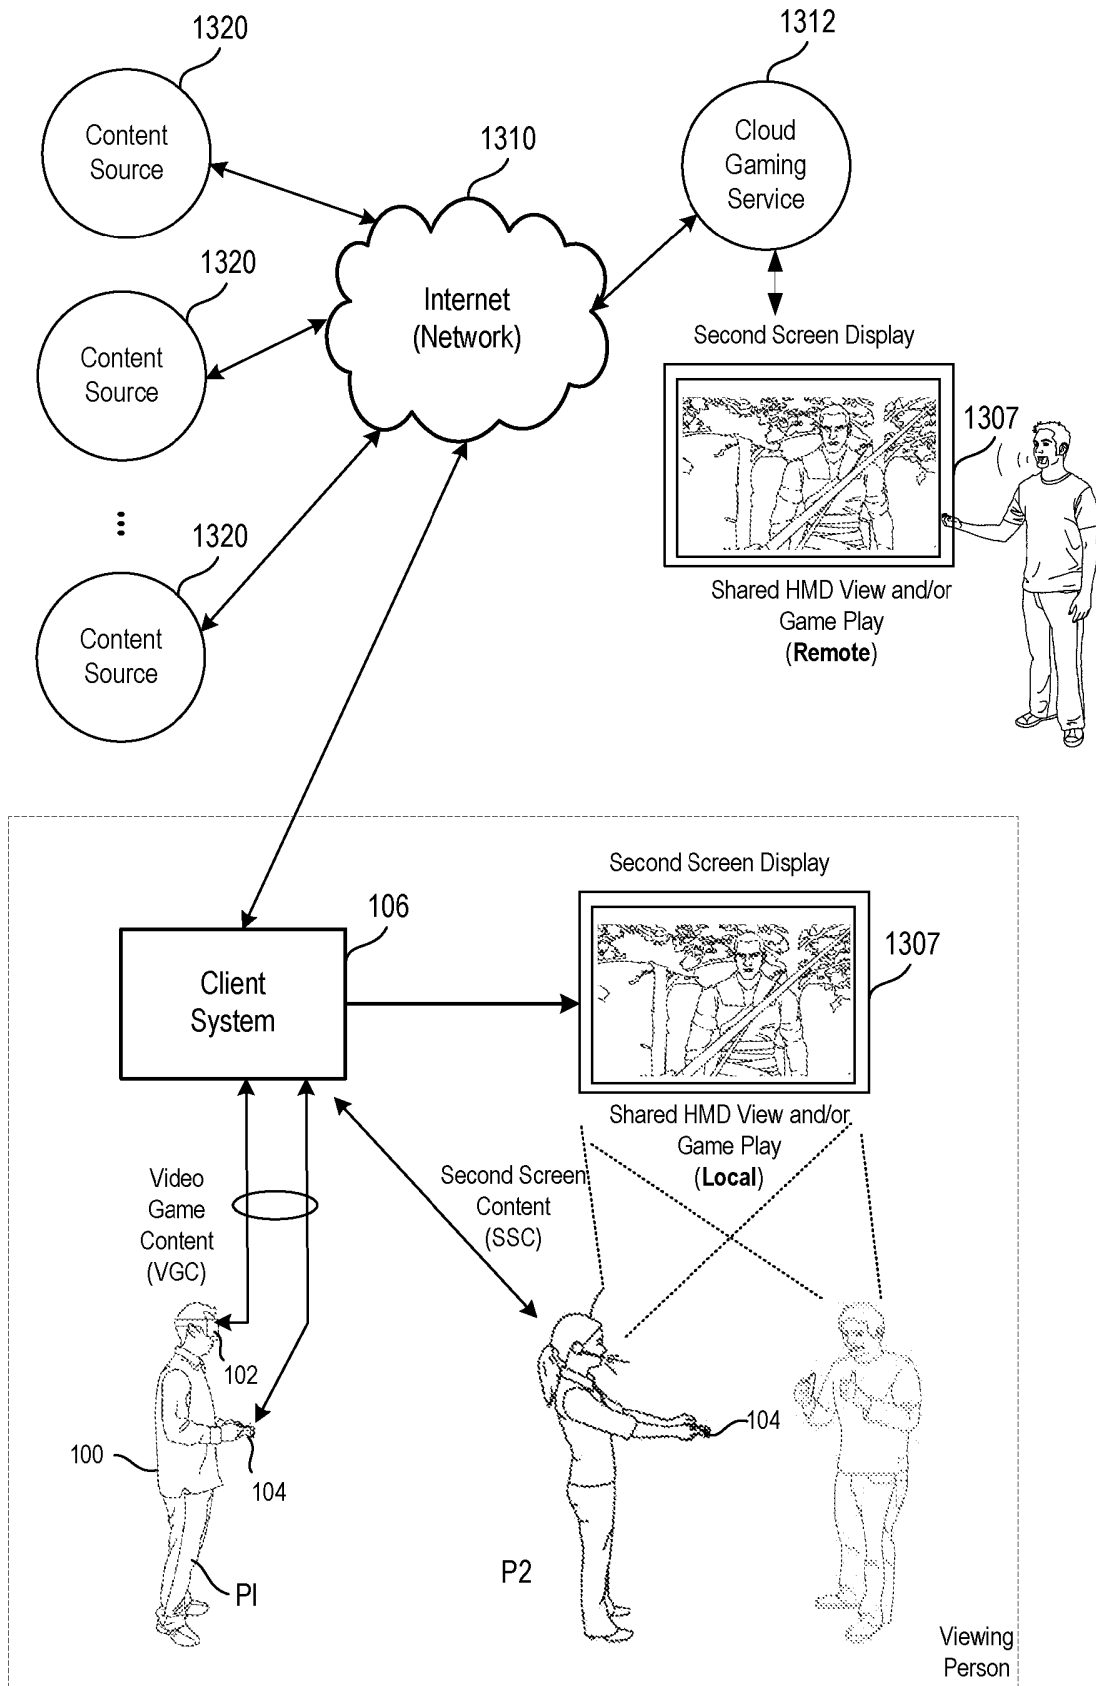 1320
1312
Content
Source
Cloud
Gaming
Service
1310
1320
Internet
(Network)
Content
Source
Second Screen Display
1307
1320
Content
Source
Shared HMD View and/or
Game Play
(Remote)
Second Screen Display
106
Client
System
1307
Shared HMD View and/or
Game Play
(Local)
Video
Game
Content
(VGC)
Second Screen
Content
(SSC)
102
104
100
104
PI
P2
Viewing
Person